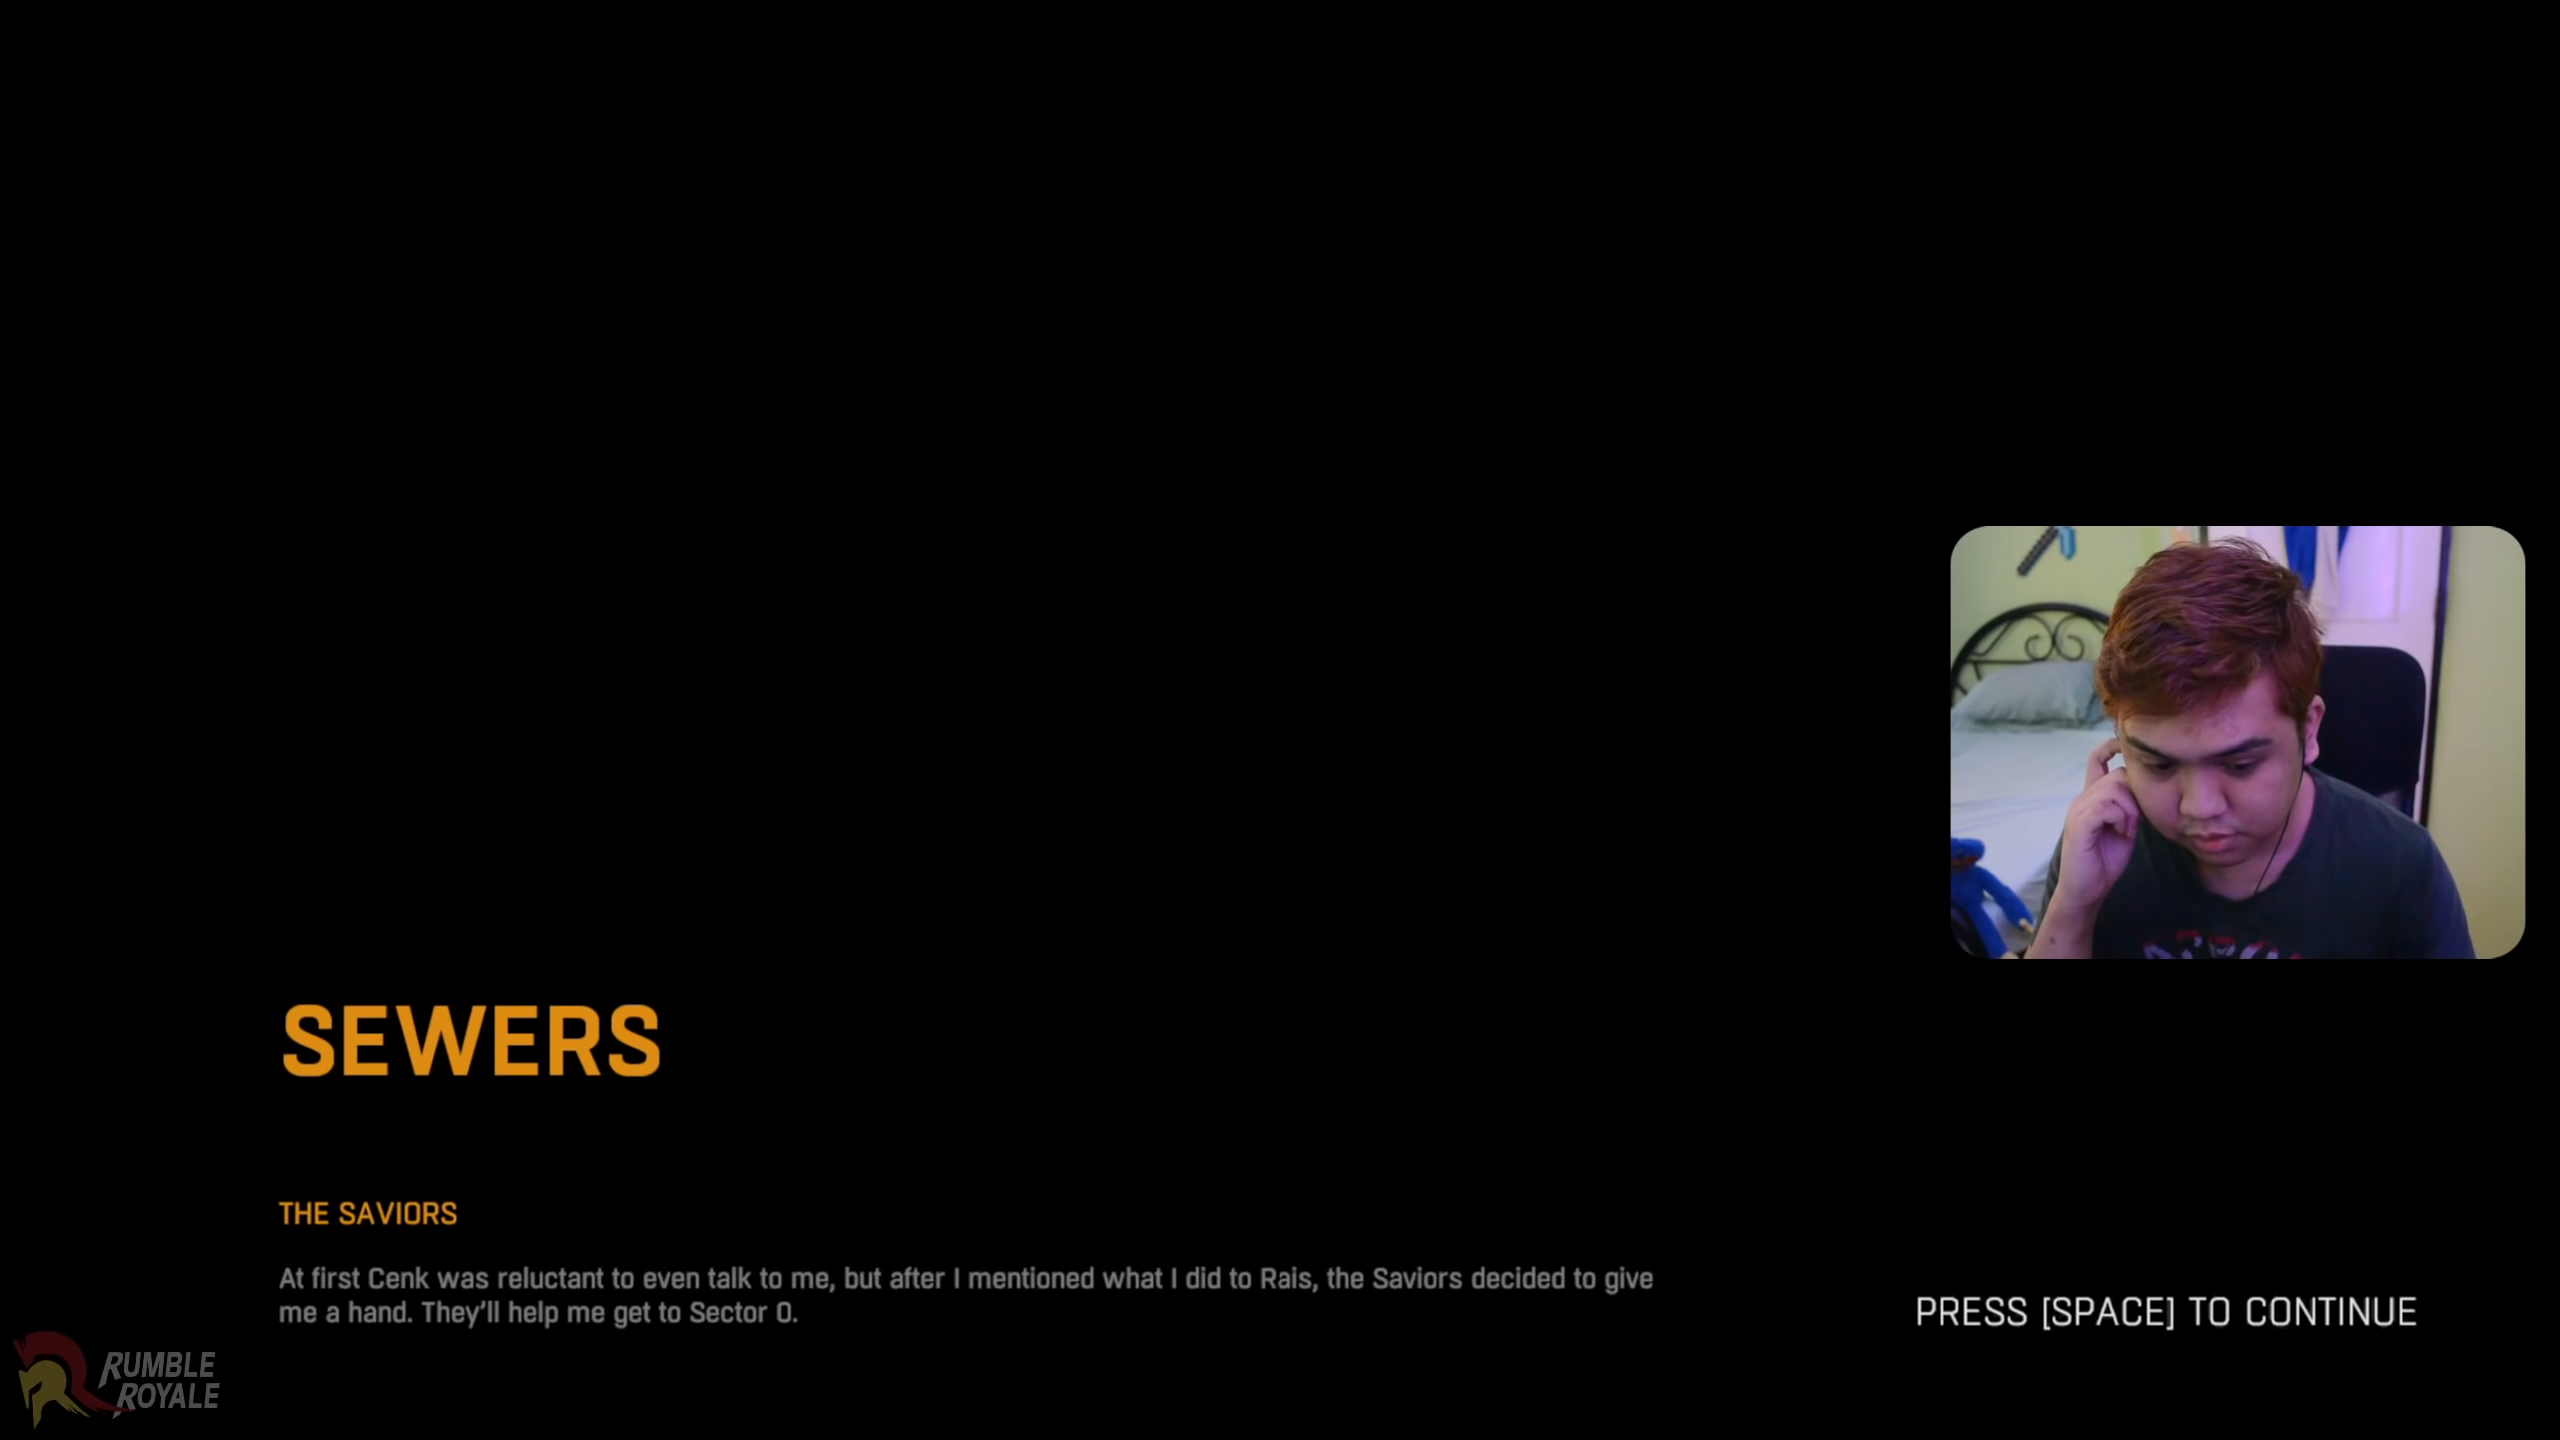 SEWERS
THE SAVIORS
At first Cenk was reluctant to even talk to me, but after I mentioned what I did to Rais, the Saviors decided to give
me a hand. They'll help me get to Sector 0.
PRESS [SPACE] TO CONTINUE
RUMBLE
ROYALE